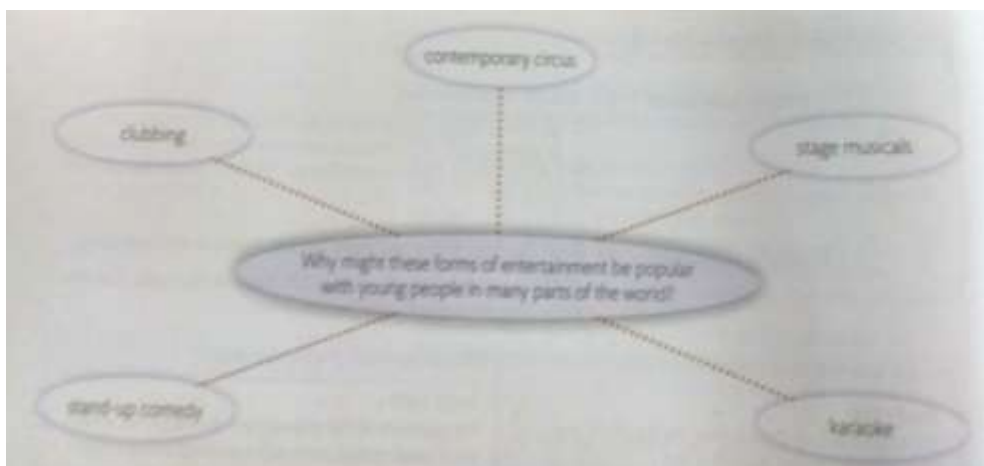 contemporary circus
clubbing
stage musicals
Why might these forms of entertainment be popular
with young people in many parts of the world?
stand-up comedy
karaoke